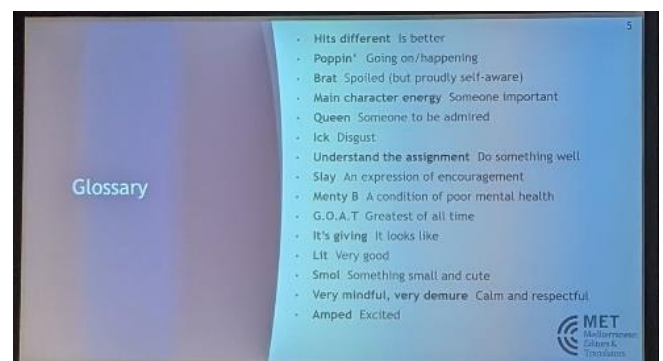 5
Glossary
· Hits different Is better
· Poppin' Going on/happening
· Brat Spoiled (but proudly self-aware)
· Main character energy Someone important
· Queen Someone to be admired
· Ick Disgust
· Understand the assignment Do something well
· Slay An expression of encouragement
· Menty B A condition of poor mental health
· G.O.A.T Greatest of all time
· It's giving It looks like
· Lit Very good
· Smol Something small and cute
· Very mindful, very demure Calm and respectful
· Amped Excited
MET
Mediterranean
Editors &
Translators